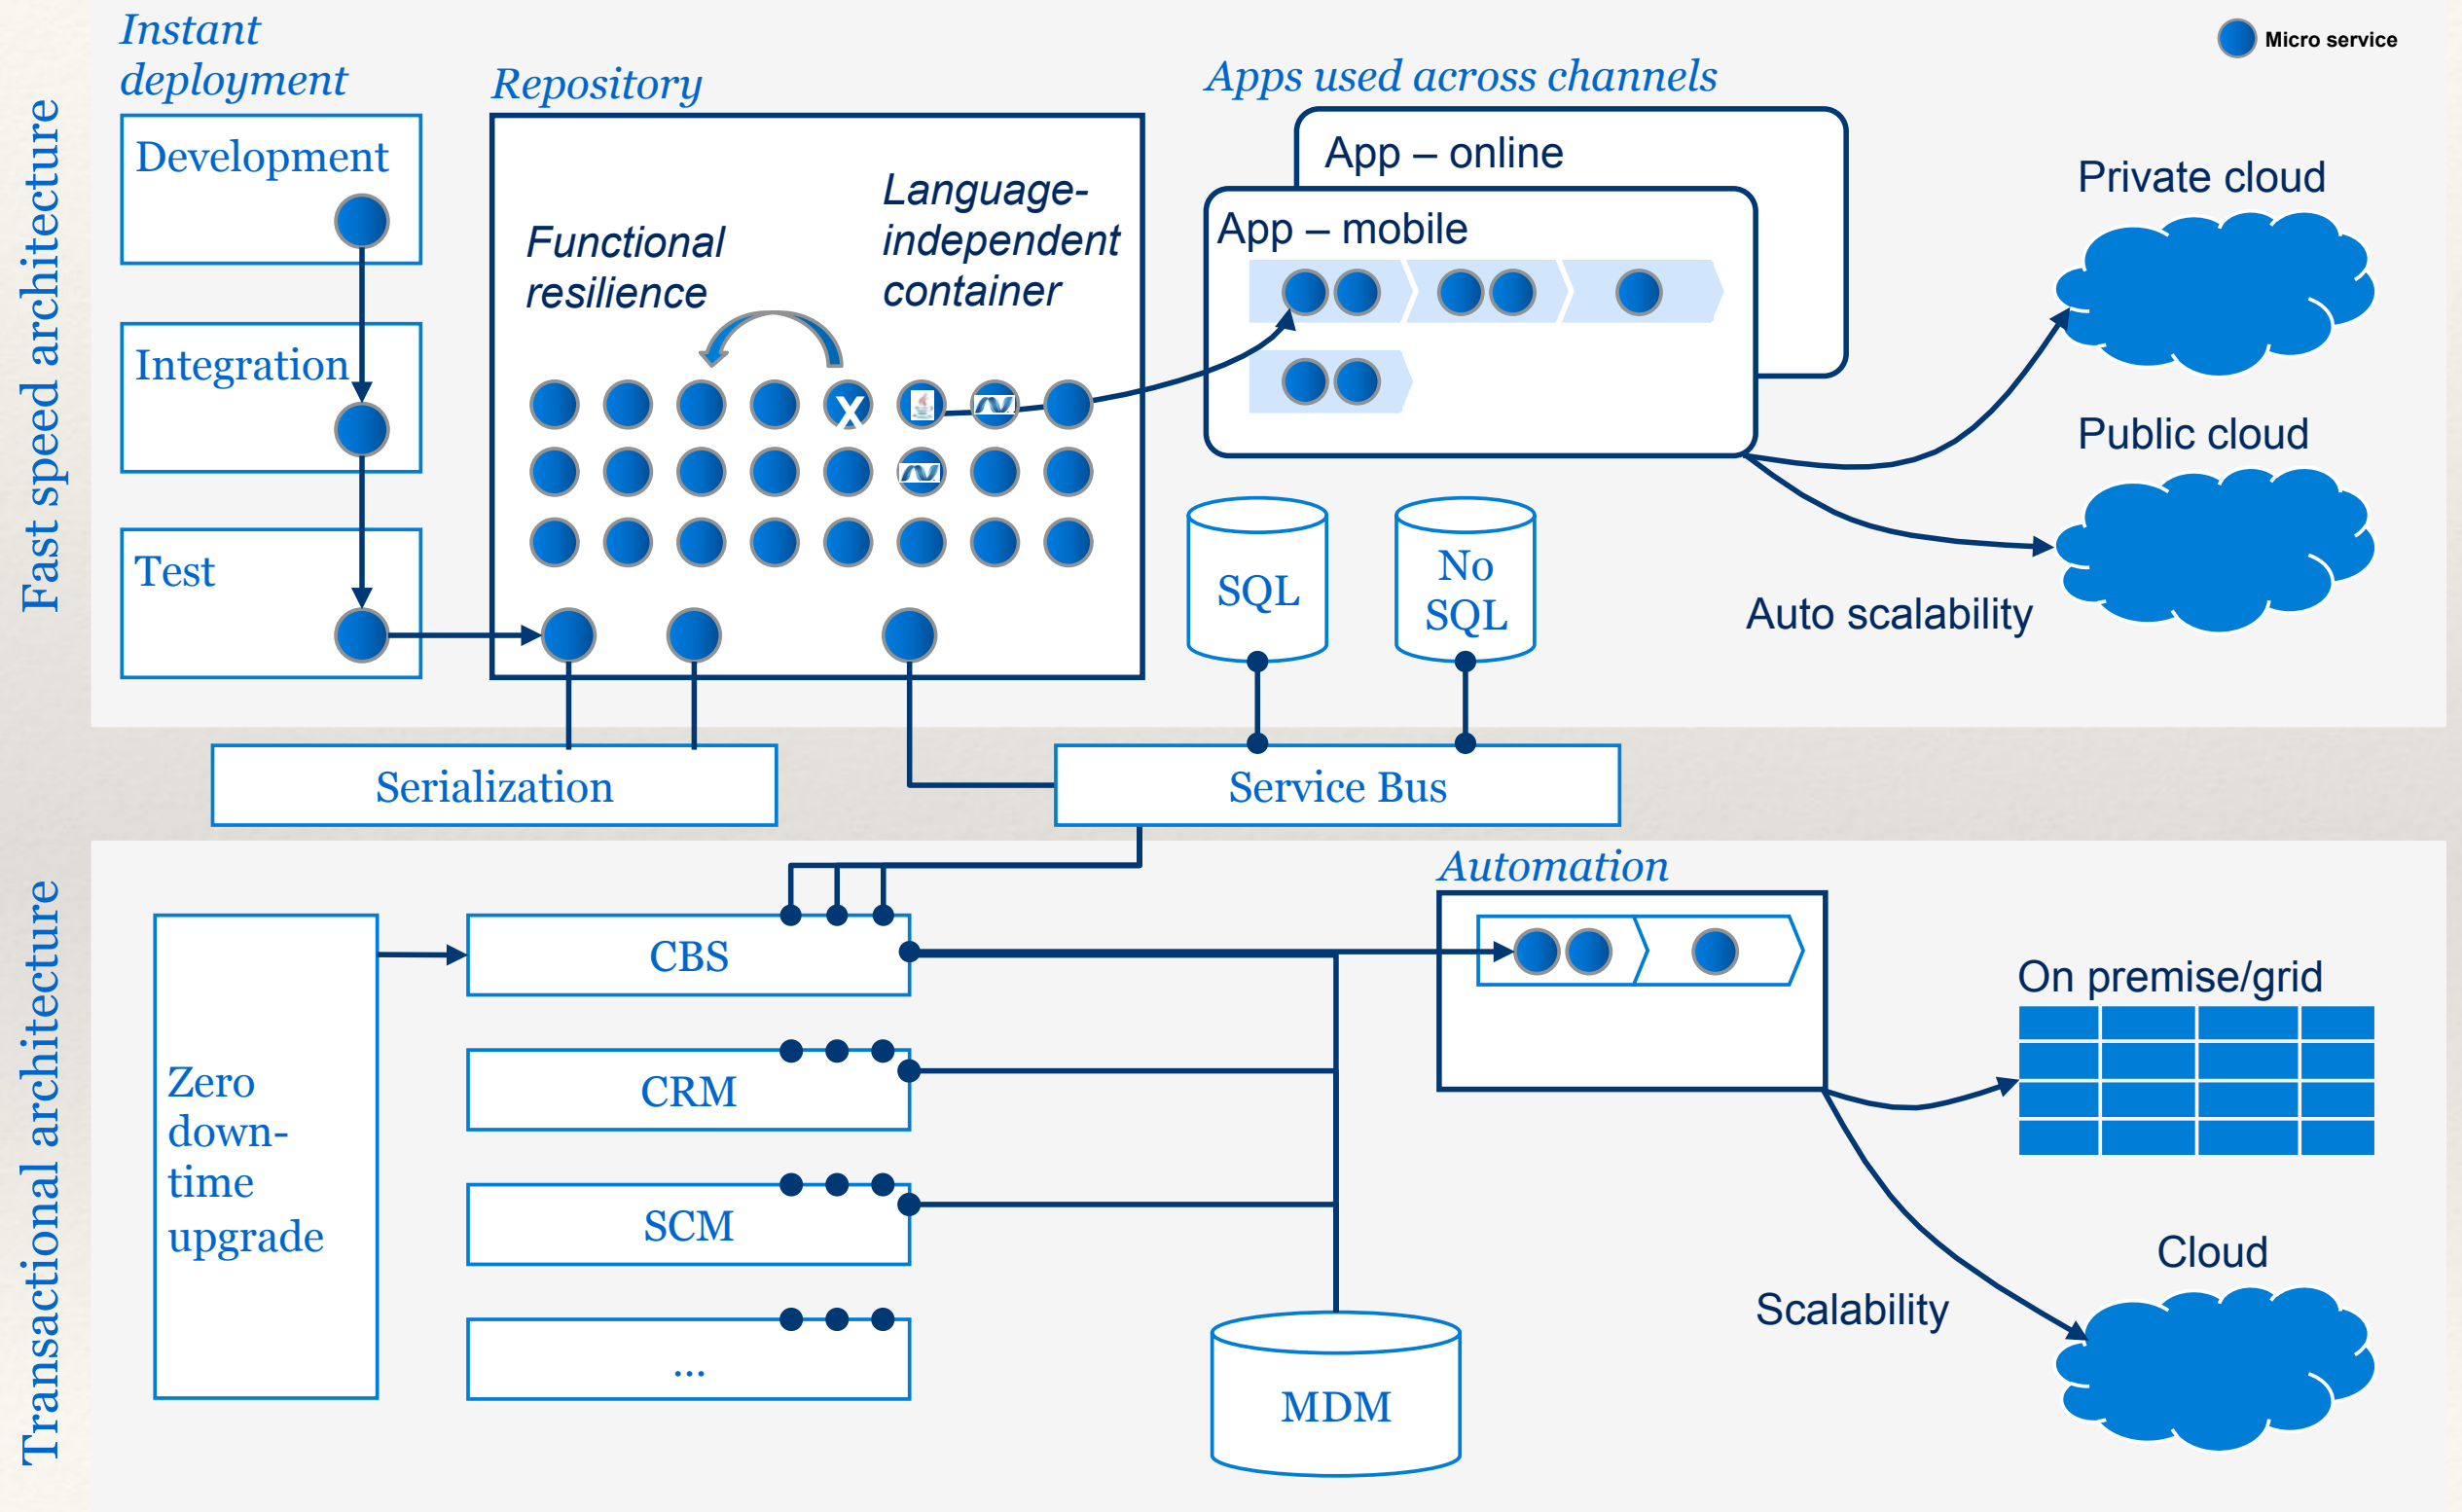 Instant
deployment
Repository
Apps used across channels
Micro service
Fast speed architecture
Development
Integration
Test
Functional
resilience
Language-
independent
container
X
App – online
App – mobile
Private cloud
Public cloud
Auto scalability
SQL
No
SQL
Serialization
Service Bus
Transactional architecture
Zero
down-
time
upgrade
CBS
CRM
SCM
...
Automation
On premise/grid
Cloud
Scalability
MDM